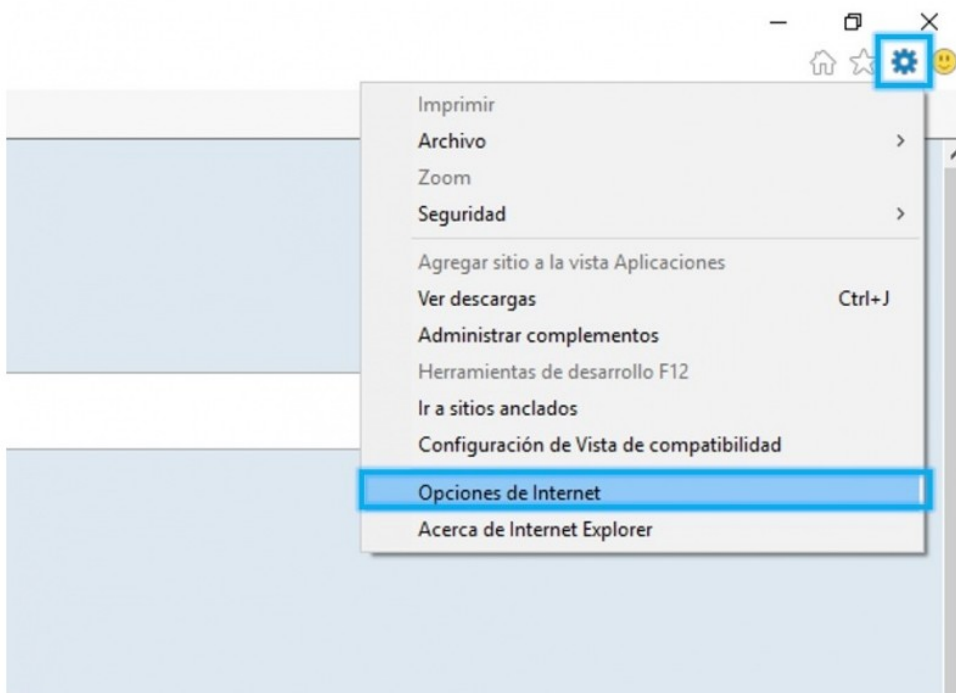 Imprimir
Archivo
Zoom
Seguridad
Agregar sitio a la vista Aplicaciones
Ver descargas Ctrl+J
Administrar complementos
Herramientas de desarrollo F12
Ir a sitios anclados
Configuración de Vista de compatibilidad
Opciones de Internet
Acerca de Internet Explorer